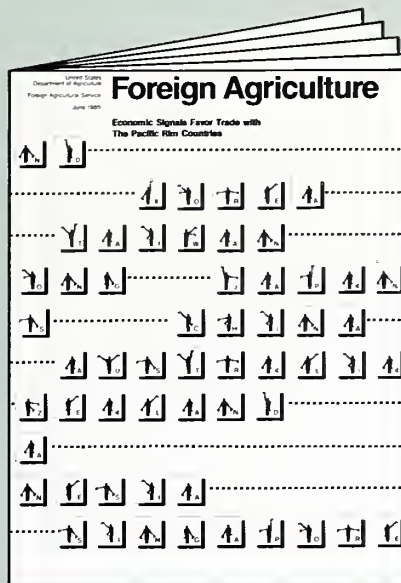 United States
Department of Agriculture
Foreign Agricultural Service
June 1985
Foreign Agriculture
Economic Signals Favor Trade with
The Pacific Rim Countries
N D
K O R E A
T A I W A N
O N G J A P A N
S C H I N A
A U S T R A L I A
Z E A L A N D
A
N E S I A
S I N G A P O R E